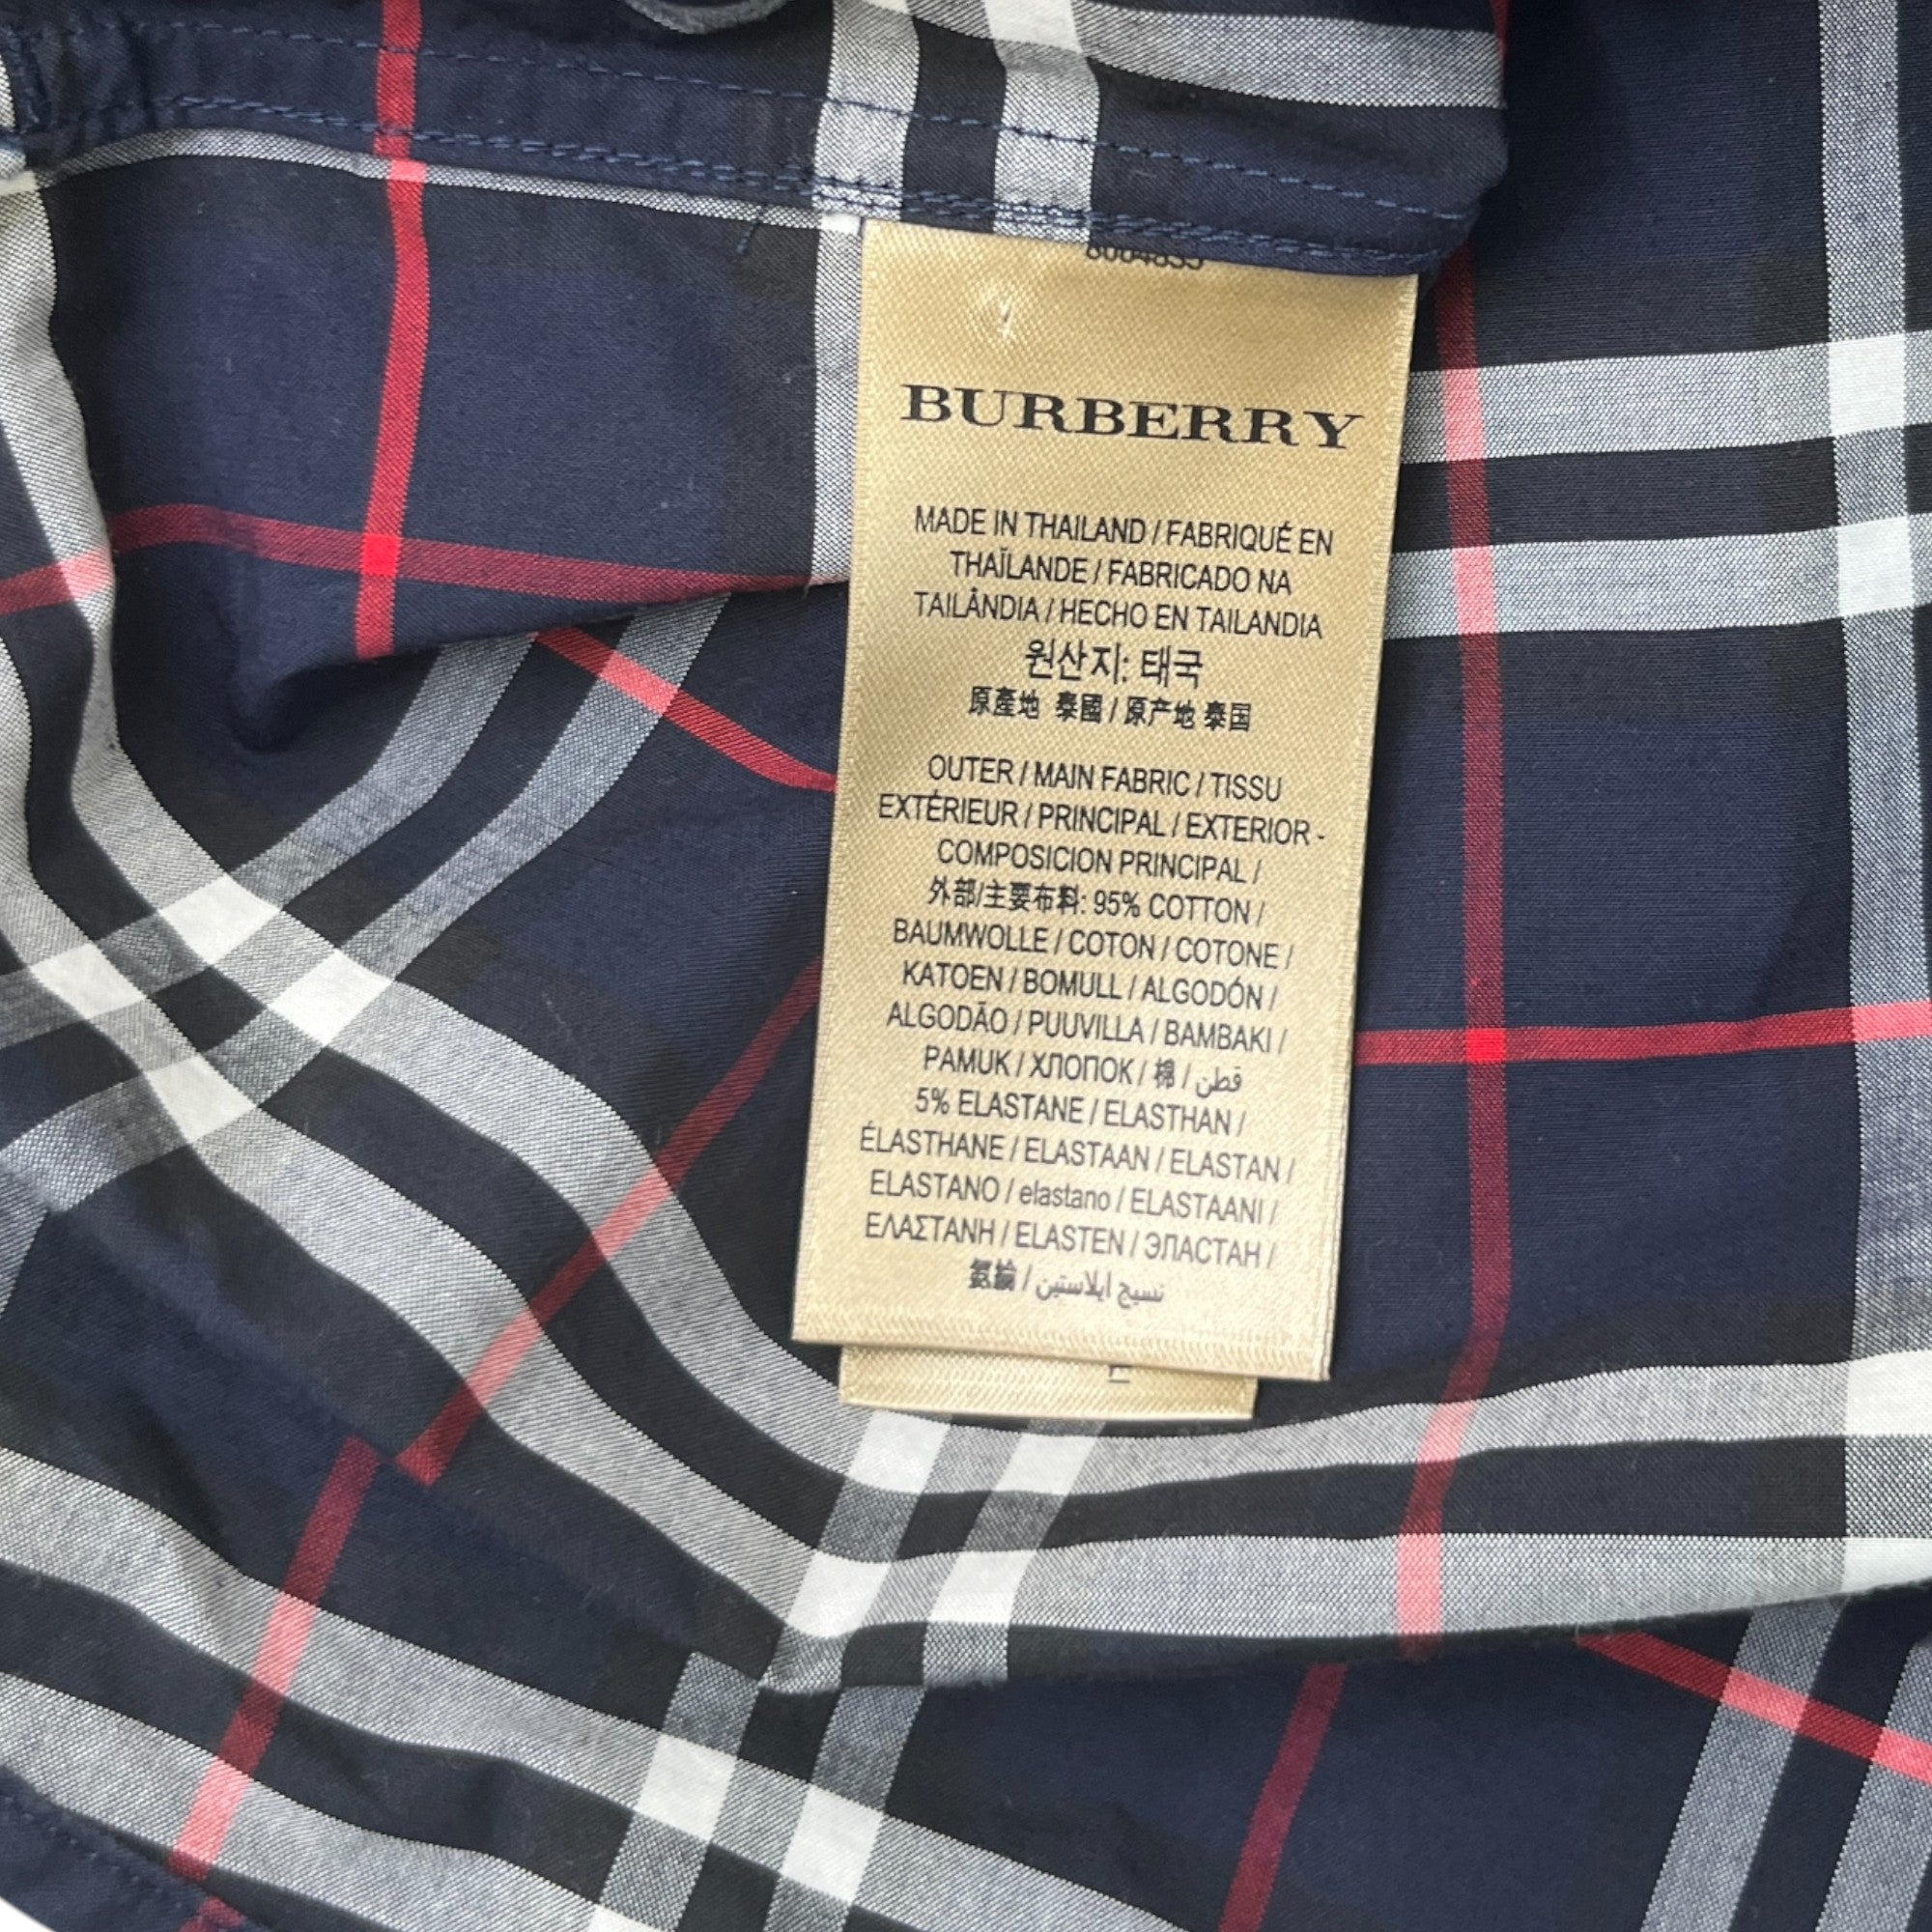 BURBERRY
MADE IN THAILAND / FABRIQUÉ EN
THAÏLANDE / FABRICADO NA
TAILÂNDIA / HECHO EN TAILANDIA
원산지: 태국
原產地 泰國 / 原产地 泰国
OUTER / MAIN FABRIC / TISSU
EXTÉRIEUR / PRINCIPAL / EXTERIOR -
COMPOSICION PRINCIPAL /
外部/主要布料: 95% COTTON /
BAUMWOLLE / COTON / COTONE /
KATOEN / BOMULL / ALGODÓN /
ALGODÃO / PUUVILLA / BAMBAKI /
PAMUK / ХЛОПОК / 棉 / قطن
5% ELASTANE / ELASTHAN /
ÉLASTHANE / ELASTAAN / ELASTAN /
ELASTANO / elastano / ELASTAANI /
ΕΛΑΣΤΑΝΗ / ELASTEN / ЭЛАСТАН /
氨綸 / نسيج ايلاستين